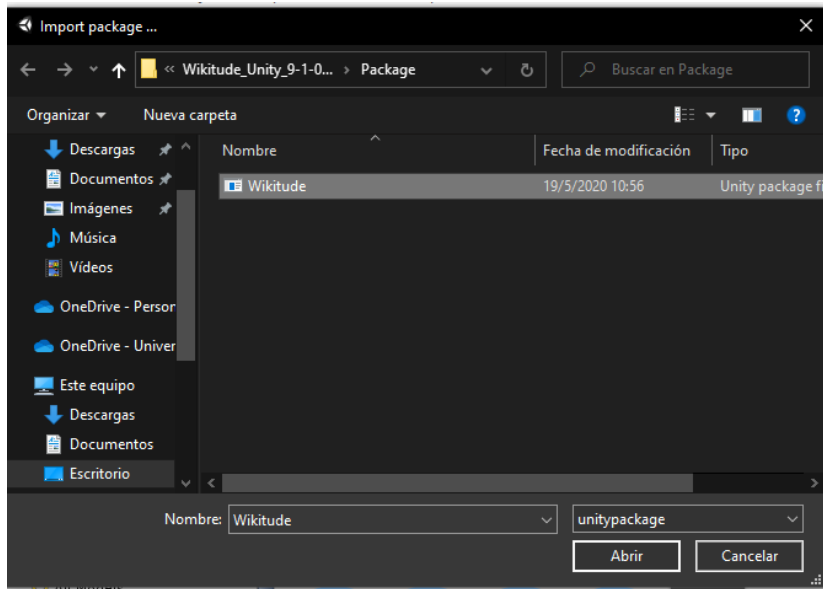 Import package ...
« Wikitude_Unity_9-1-0... › Package
Buscar en Package
Organizar
Nueva carpeta
Descargas
Documentos
Imágenes
Música
Vídeos
OneDrive - Person
OneDrive - Univer
Este equipo
Descargas
Documentos
Escritorio
Nombre Fecha de modificación Tipo
Wikitude 19/5/2020 10:56 Unity package fi
Nombre: Wikitude
unitypackage
Abrir Cancelar